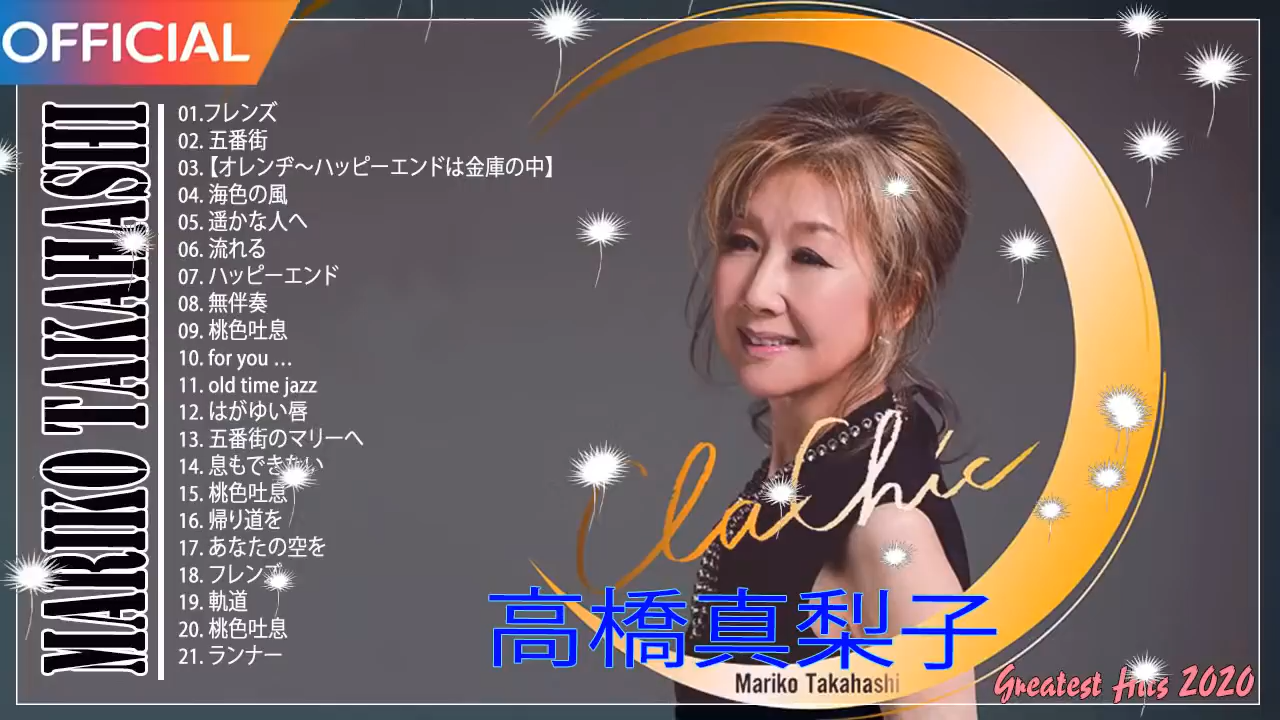 OFFICIAL
MARIKO TAKAHASHI
01.フレンズ
02. 五番街
03.【オレンヂ〜ハッピーエンドは金庫の中】
04. 海色の風
05. 遥かな人へ
06. 流れる
07. ハッピーエンド
08. 無伴奏
09. 桃色吐息
10. for you ...
11. old time jazz
12. はがゆい唇
13. 五番街のマリーへ
14. 息もできない
15. 桃色吐息
16. 帰り道を
17. あなたの空を
18. フレンズ
19. 軌道
20. 桃色吐息
21. ランナー
ClaChic
高橋真梨子
Mariko Takahashi
Greatest Hits 2020